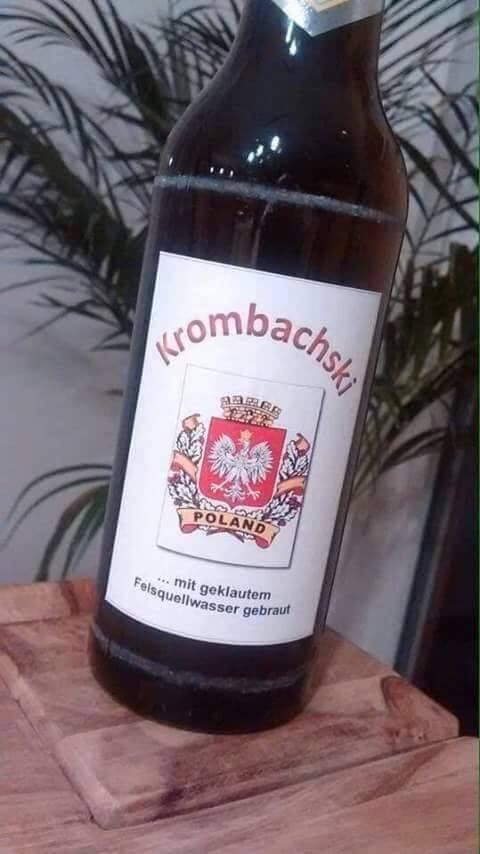 Krombachski
POLAND
... mit geklautem
Felsquellwasser gebraut